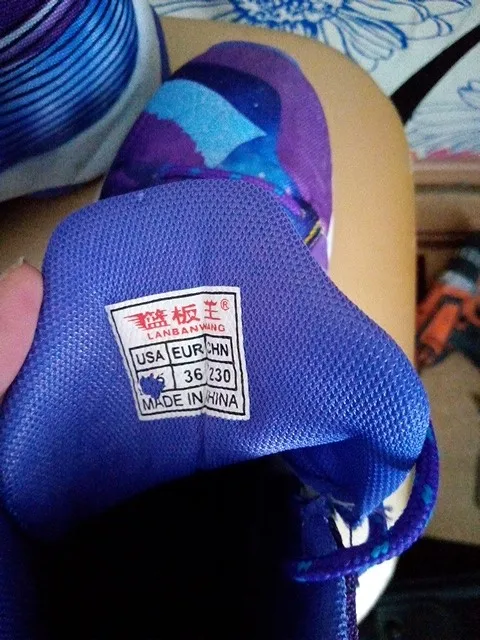 篮板王®
LANBANWANG
USA EUR CHN
36 230
MADE IN CHINA